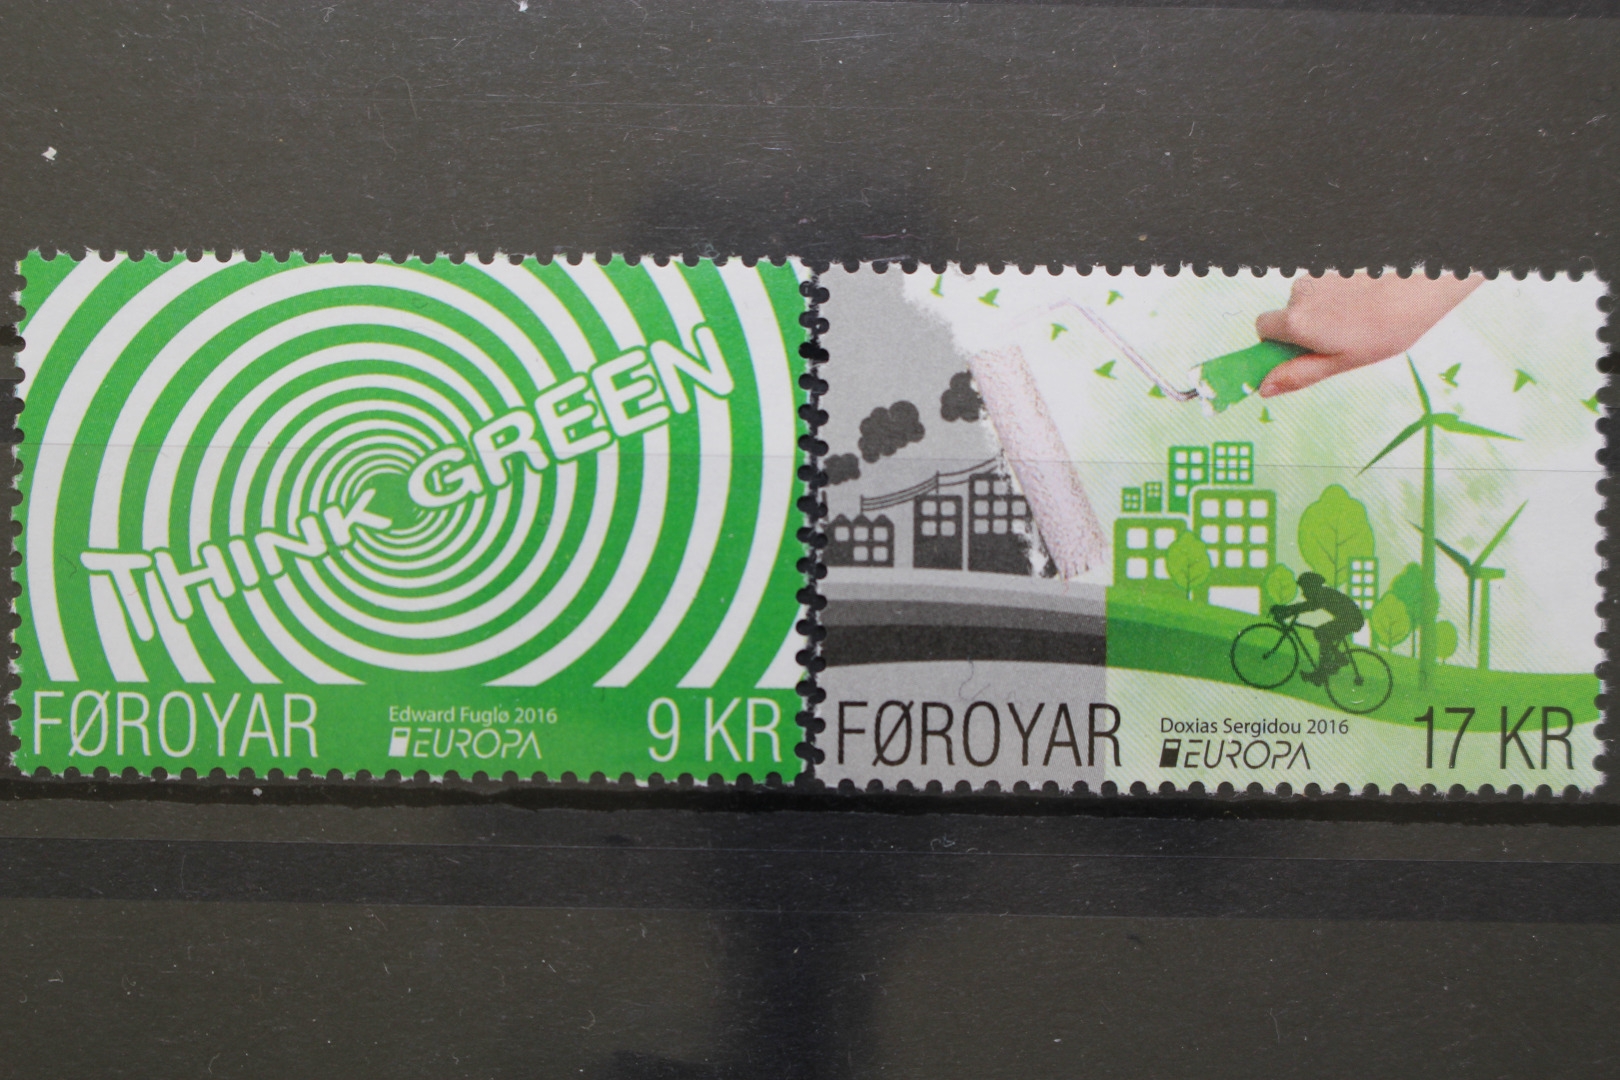 THINK GREEN
FØROYAR
Edward Fuglø 2016
EUROPA
9 KR
FØROYAR
Doxias Sergidou 2016
EUROPA
17 KR